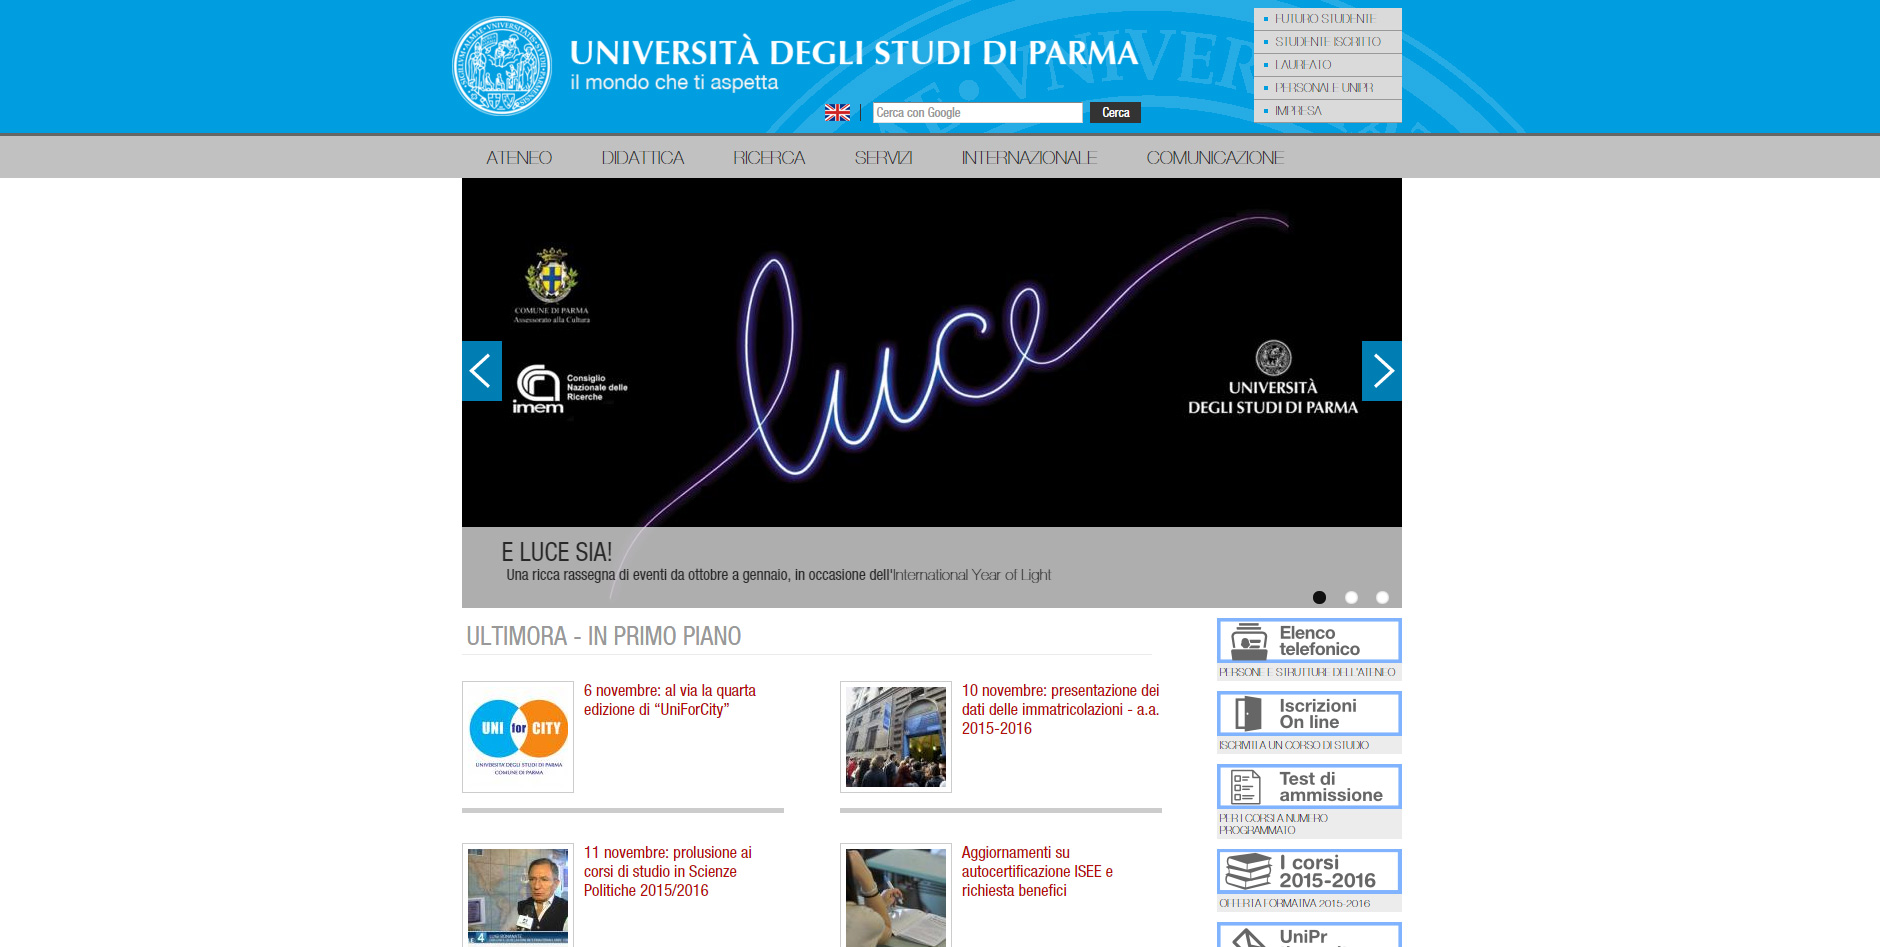 UNIVERSITÀ DEGLI STUDI DI PARMA
il mondo che ti aspetta
Cerca con Google
Cerca
FUTURO STUDENTE
STUDENTE ISCRITTO
LAUREATO
PERSONALE UNIPR
IMPRESA
ATENEO DIDATTICA RICERCA SERVIZI INTERNAZIONALE COMUNICAZIONE
COMUNE DI PARMA
Assessorato alla Cultura
Consiglio
Nazionale delle
Ricerche
imem
luce
UNIVERSITÀ
DEGLI STUDI DI PARMA
E LUCE SIA!
Una ricca rassegna di eventi da ottobre a gennaio, in occasione dell'International Year of Light
ULTIMORA - IN PRIMO PIANO
UNI for CITY
UNIVERSITA' DEGLI STUDI DI PARMA
COMUNE DI PARMA
6 novembre: al via la quarta
edizione di “UniForCity”
10 novembre: presentazione dei
dati delle immatricolazioni - a.a.
2015-2016
11 novembre: prolusione ai
corsi di studio in Scienze
Politiche 2015/2016
Aggiornamenti su
autocertificazione ISEE e
richiesta benefici
Elenco
telefonico
PERSONE E STRUTTURE DELL'ATENEO
Iscrizioni
On line
ISCRIVITI A UN CORSO DI STUDIO
Test di
ammissione
PER I CORSI A NUMERO
PROGRAMMATO
I corsi
2015-2016
OFFERTA FORMATIVA 2015-2016
UniPr